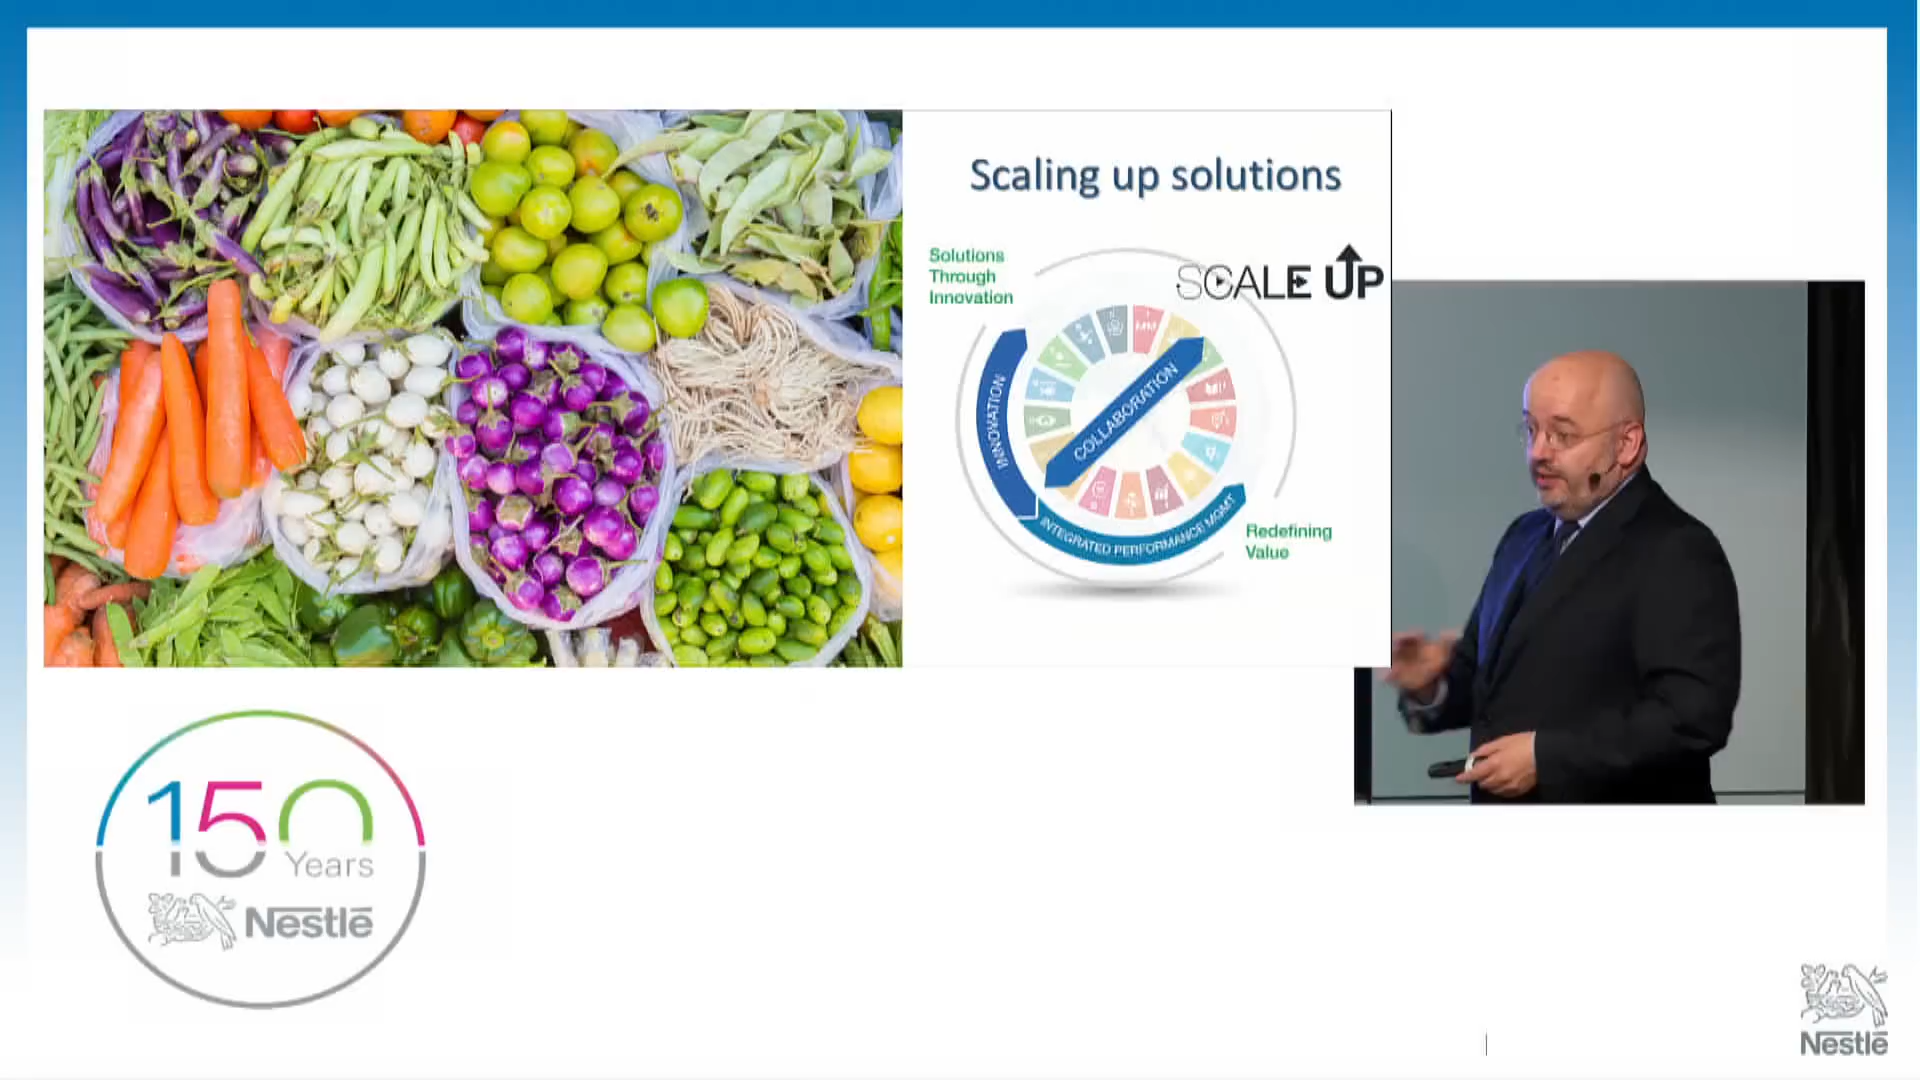 Scaling up solutions
Solutions
Through
Innovation
SCALE UP
INNOVATION
COLLABORATION
INTEGRATED PERFORMANCE MGMT
Redefining
Value
150
Years
Nestlé
Nestlé